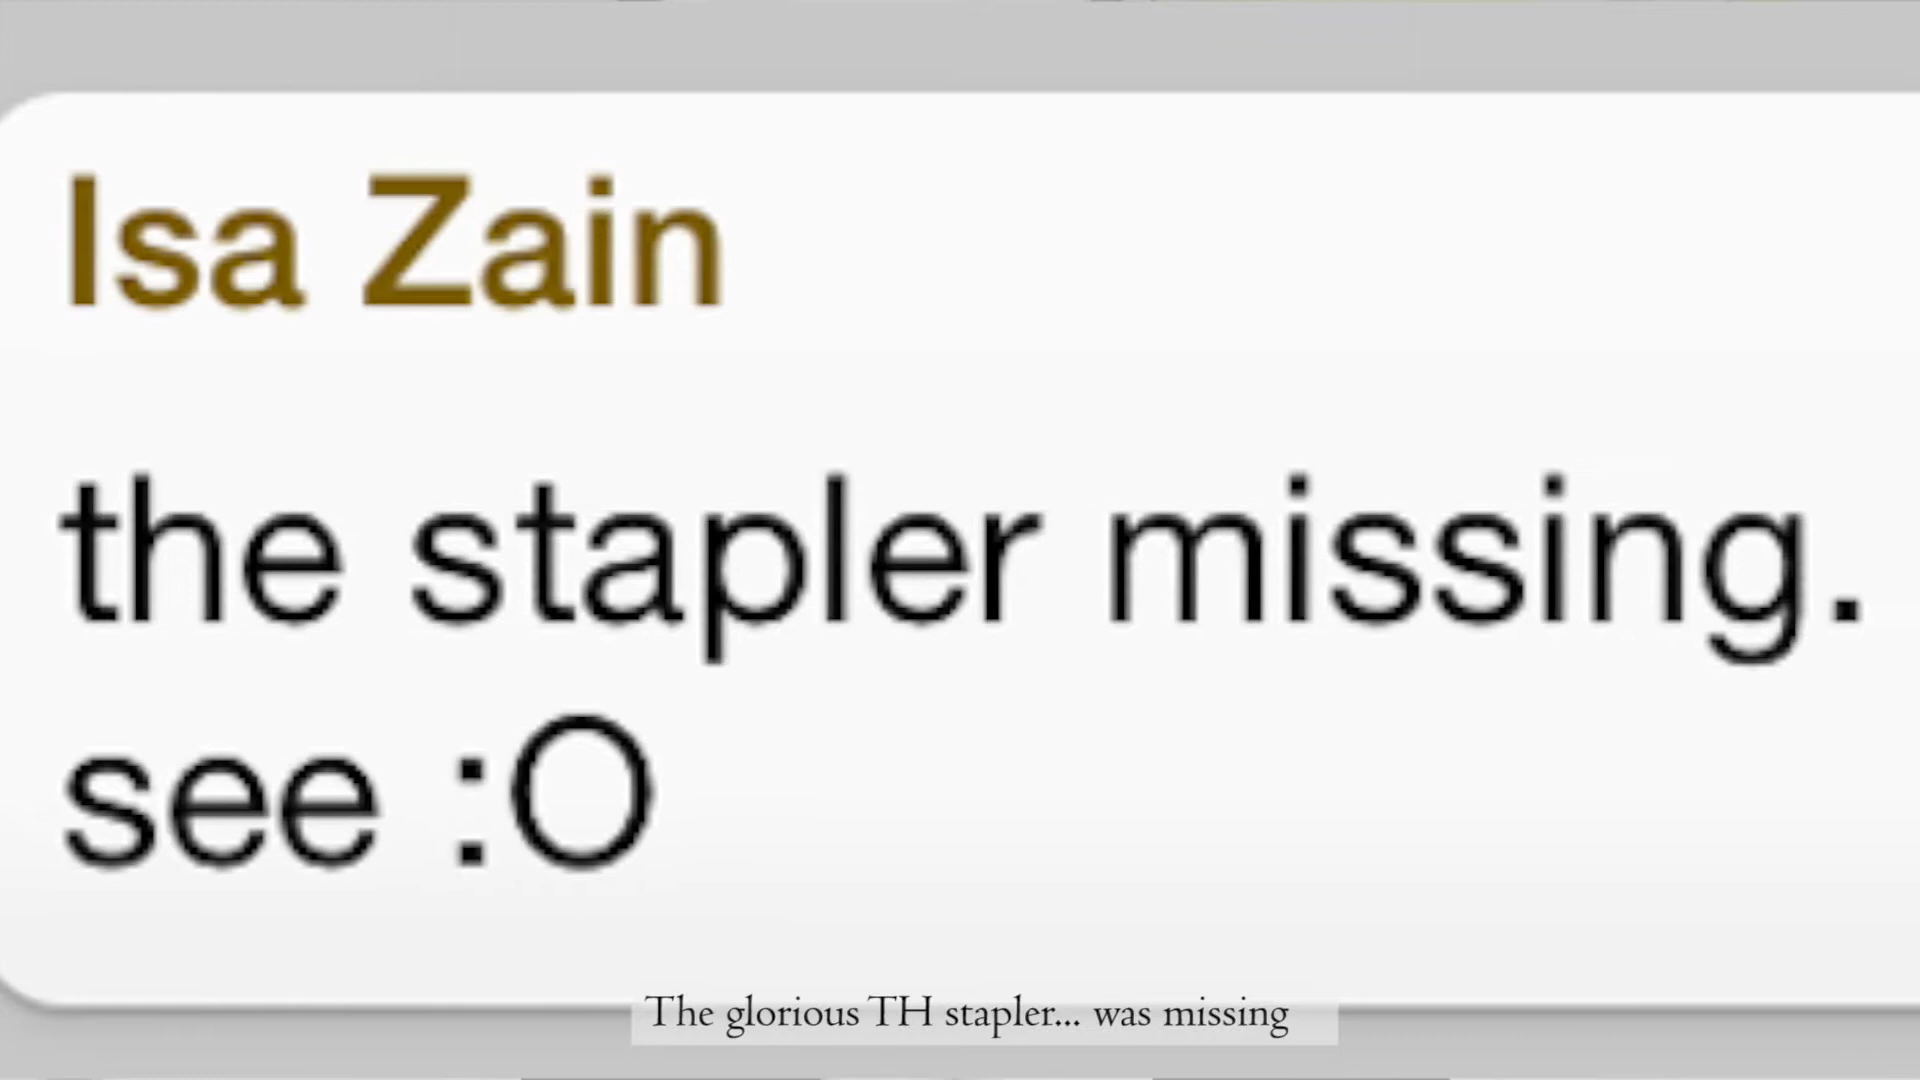 Isa Zain
the stapler missing.
see :O
The glorious TH stapler... was missing